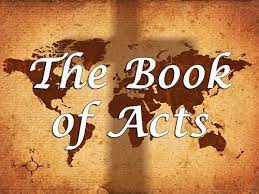 The Book
of Acts